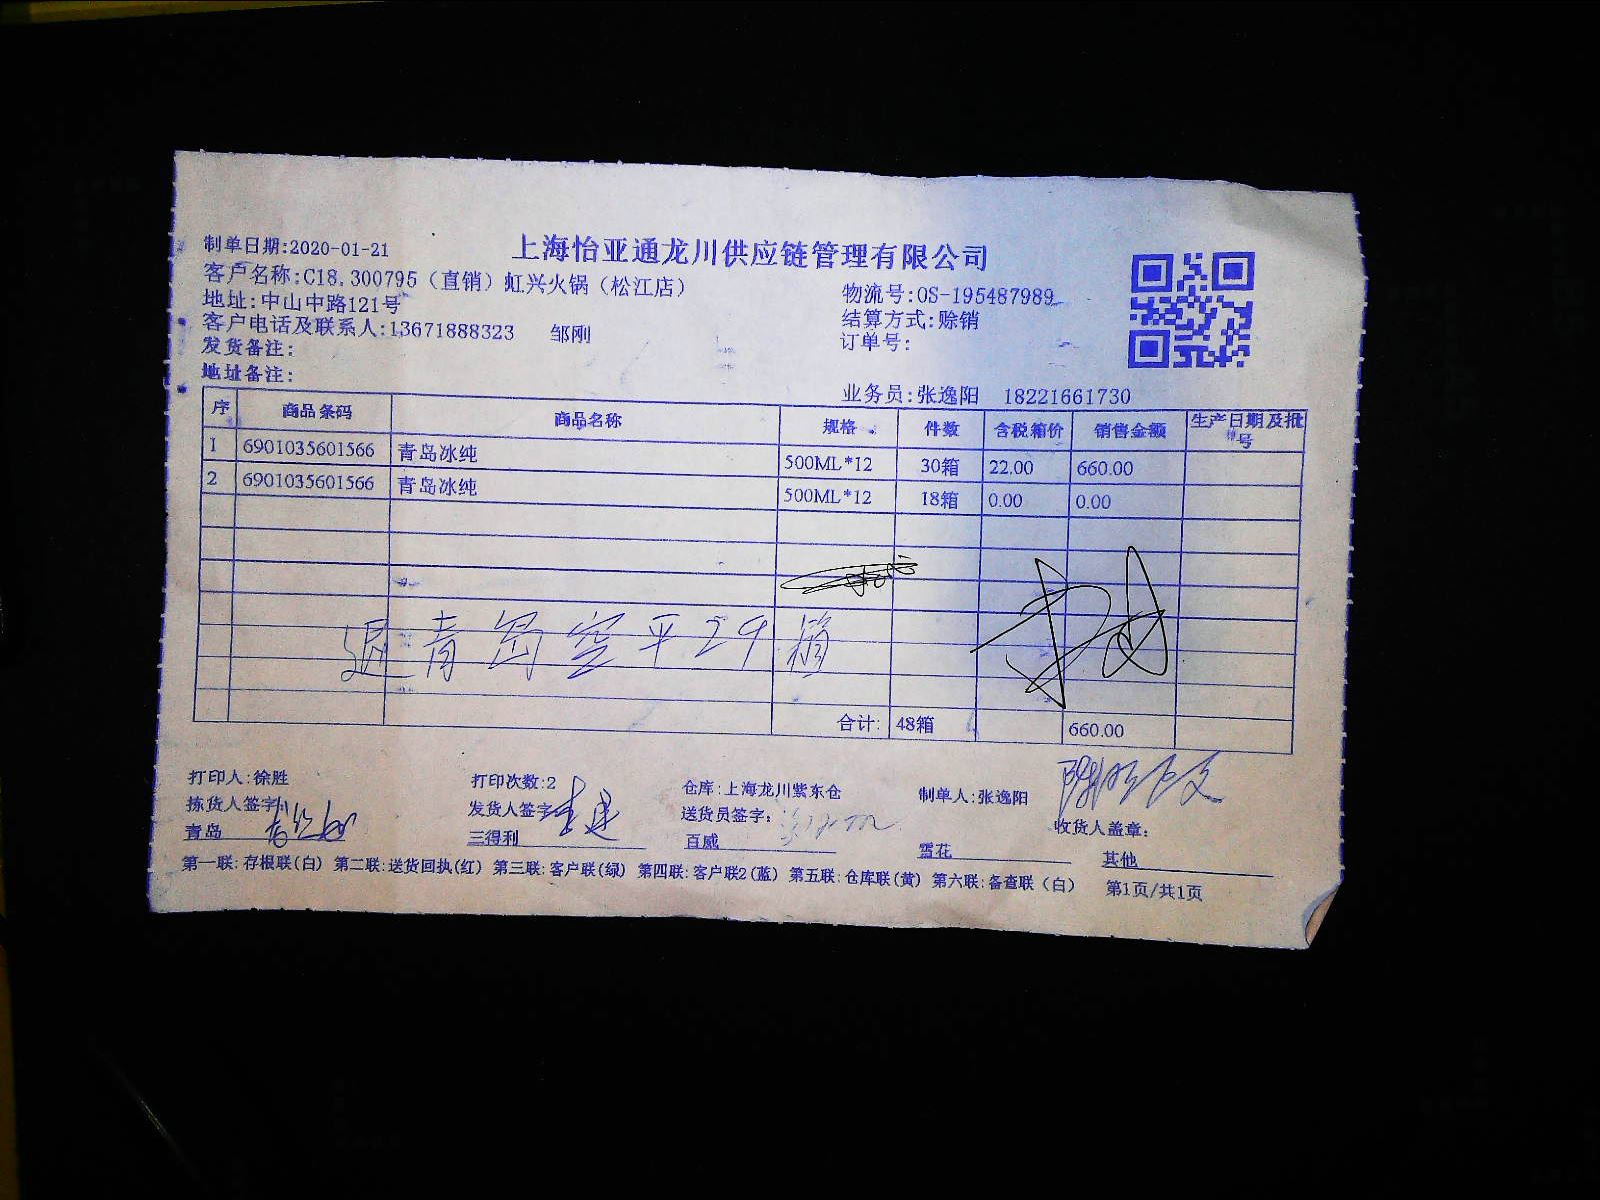 上海怡亚通龙川供应链管理有限公司
制单日期:2020-01-21
客户名称:C18.300795（直销）虹兴火锅（松江店）
物流号:OS-195487989
地址:中山中路121号
结算方式:赊销
客户电话及联系人:13671888323 邹刚
订单号:
发货备注:
地址备注:
业务员:张逸阳 18221661730
序 商品条码 商品名称 规格 件数 含税箱价 销售金额 生产日期及批号
1 6901035601566 青岛冰纯 500ML*12 30箱 22.00 660.00
2 6901035601566 青岛冰纯 500ML*12 18箱 0.00 0.00
退青岛空平29箱
合计: 48箱 660.00
打印人:徐胜 打印次数:2 仓库:上海龙川紫东仓 制单人:张逸阳
拣货人签字 发货人签字 送货员签字: 收货人盖章:
青岛 三得利 百威 雪花 其他
第一联:存根联(白) 第二联:送货回执(红) 第三联:客户联(绿) 第四联:客户联2(蓝) 第五联:仓库联(黄) 第六联:备查联（白） 第1页/共1页